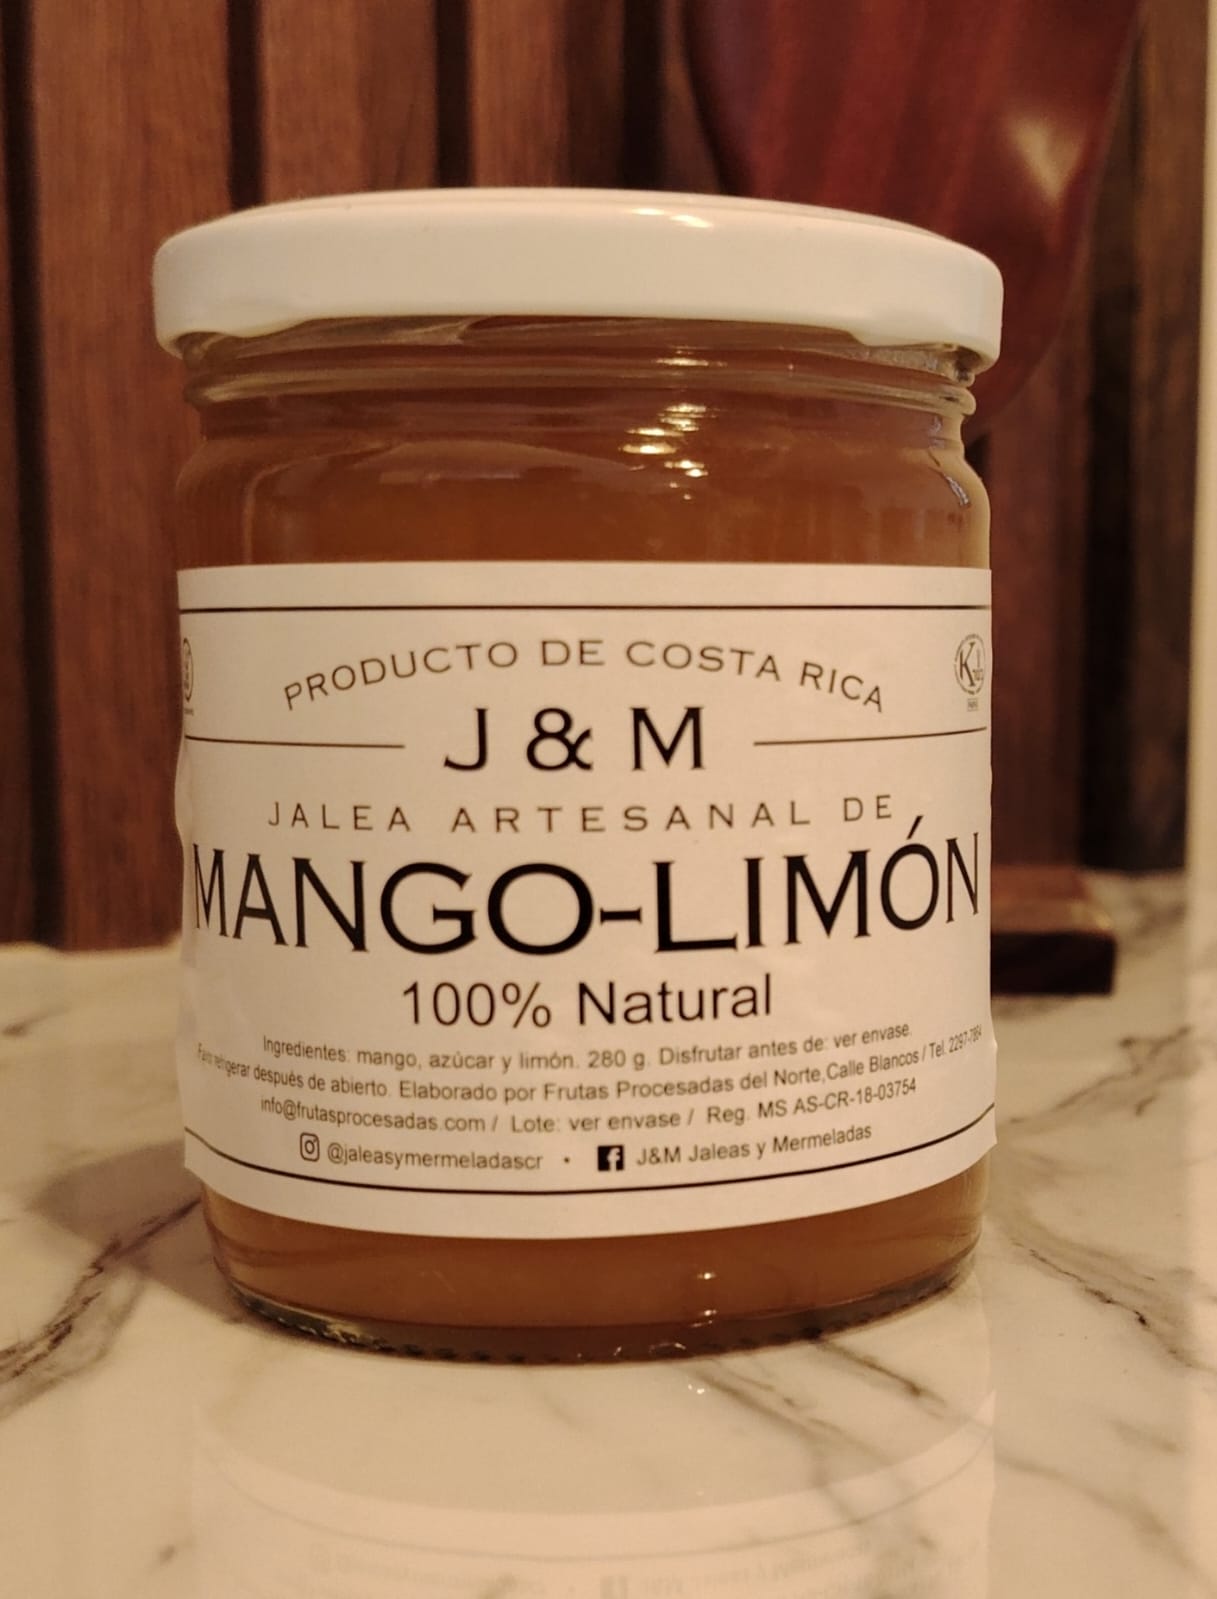 PRODUCTO DE COSTA RICA
J & M
JALEA ARTESANAL DE
MANGO-LIMÓN
100% Natural
Ingredientes: mango, azúcar y limón. 280 g. Disfrutar antes de: ver envase.
refrigerar después de abierto. Elaborado por Frutas Procesadas del Norte,Calle Blancos / Tel. 2297-7864
info@frutasprocesadas.com / Lote: ver envase / Reg. MS AS-CR-18-03754
@jaleasymermeladascr • J&M Jaleas y Mermeladas